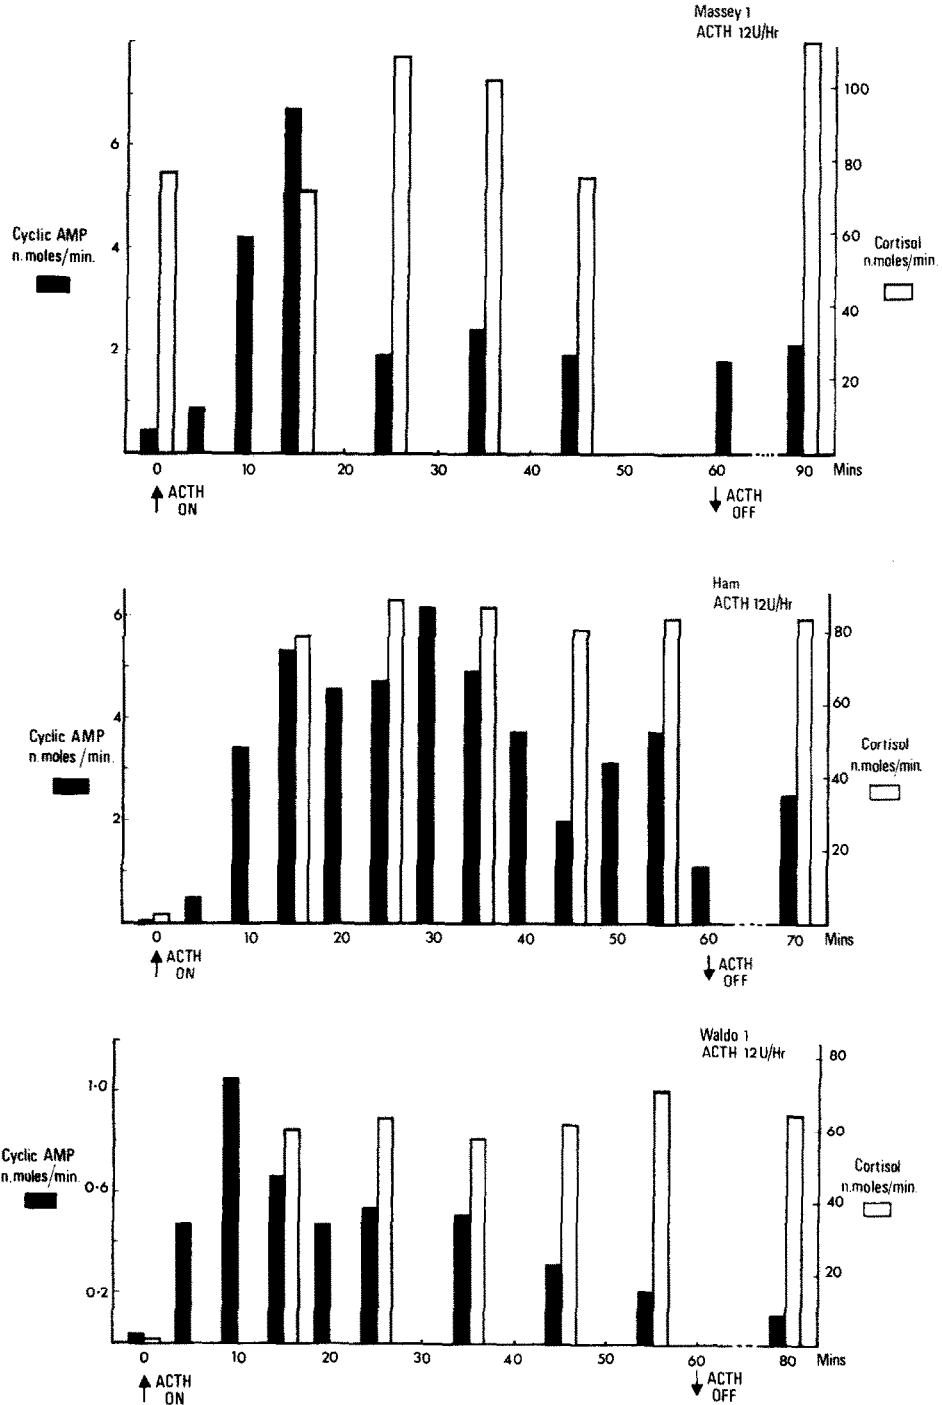 Massey 1
ACTH 12U/Hr
100
6
80
Cyclic AMP
n.moles/min.
4
60
Cortisol
n.moles/min.
40
2
20
0 10 20 30 40 50 60 90 Mins
ACTH
ON
ACTH
OFF
Ham
ACTH 12U/Hr
6
80
4
60
Cyclic AMP
n.moles/min.
Cortisol
n.moles/min.
40
2
20
0 10 20 30 40 50 60 70 Mins
ACTH
ON
ACTH
OFF
Waldo 1
ACTH 12U/Hr
80
1·0
60
Cyclic AMP
n.moles/min.
Cortisol
n.moles/min.
0·6
40
20
0·2
0 10 20 30 40 50 60 80 Mins
ACTH
ON
ACTH
OFF